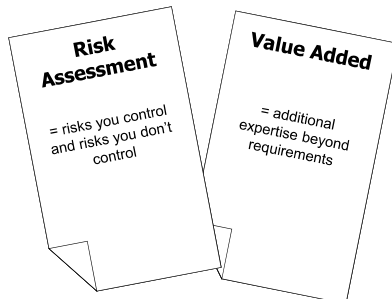 Risk
Assessment
= risks you control
and risks you don't
control
Value Added
= additional
expertise beyond
requirements